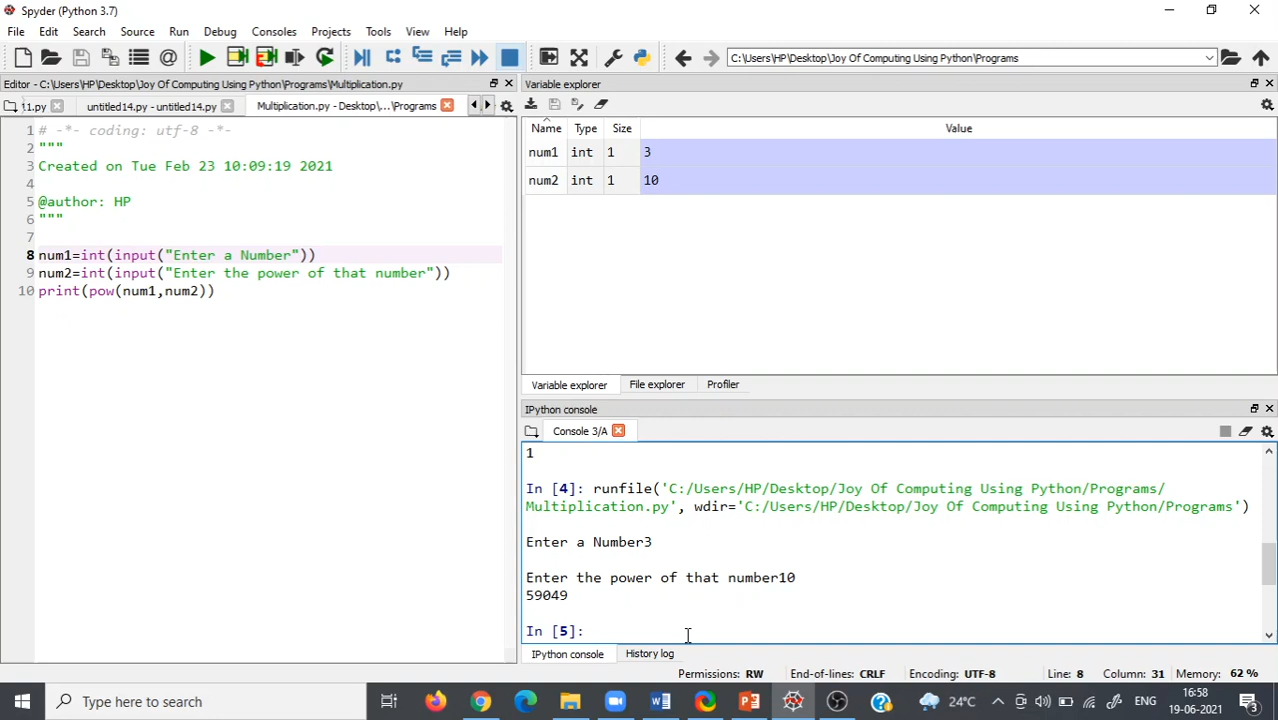 Spyder (Python 3.7)
File Edit Search Source Run Debug Consoles Projects Tools View Help
C:\Users\HP\Desktop\Joy Of Computing Using Python\Programs
Editor - C:\Users\HP\Desktop\Joy Of Computing Using Python\Programs\Multiplication.py
11.py untitled14.py - untitled14.py Multiplication.py - Desktop\...\Programs
1 # -*- coding: utf-8 -*-
2 """
3 Created on Tue Feb 23 10:09:19 2021
4
5 @author: HP
6 """
7
8 num1=int(input("Enter a Number"))
9 num2=int(input("Enter the power of that number"))
10 print(pow(num1,num2))
Variable explorer
Name Type Size Value
num1 int 1 3
num2 int 1 10
Variable explorer File explorer Profiler
IPython console
Console 3/A
1
In [4]: runfile('C:/Users/HP/Desktop/Joy Of Computing Using Python/Programs/
Multiplication.py', wdir='C:/Users/HP/Desktop/Joy Of Computing Using Python/Programs')
Enter a Number3
Enter the power of that number10
59049
In [5]:
IPython console History log
Permissions: RW End-of-lines: CRLF Encoding: UTF-8 Line: 8 Column: 31 Memory: 62 %
Type here to search
24°C ENG 16:58
19-06-2021
3